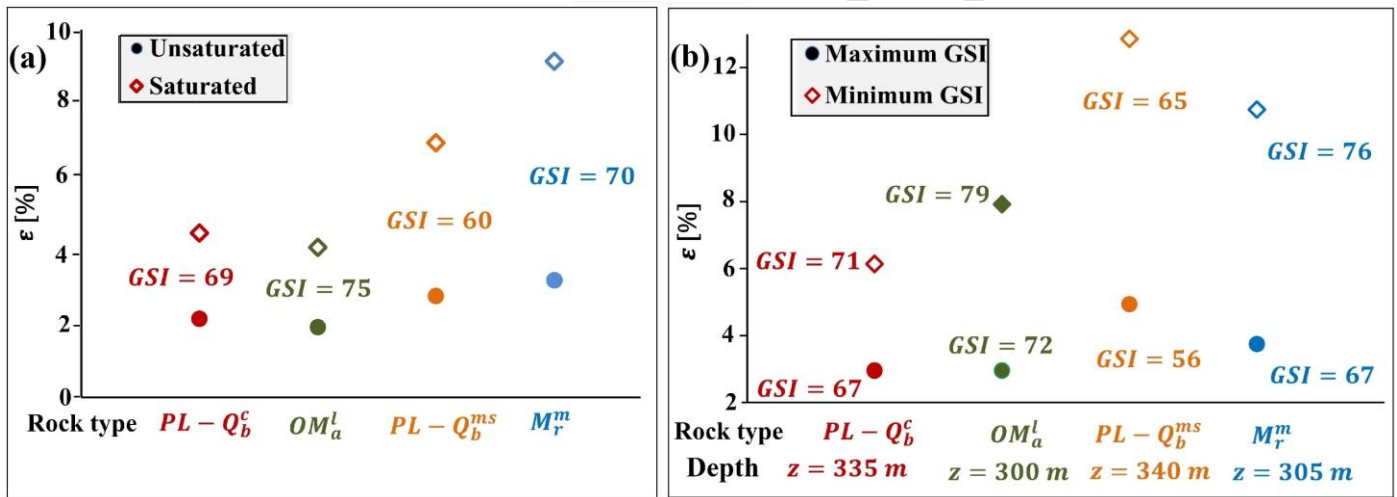 (a)
Unsaturated
Saturated
10
8
6
4
2
0
ε [%]
GSI = 69
GSI = 75
GSI = 60
GSI = 70
Rock type PL − Q_b^c OM_a^l PL − Q_b^ms M_r^m
(b)
Maximum GSI
Minimum GSI
12
10
8
6
4
2
ε [%]
GSI = 65
GSI = 76
GSI = 79
GSI = 71
GSI = 72
GSI = 56
GSI = 67
GSI = 67
Rock type PL − Q_b^c OM_a^l PL − Q_b^ms M_r^m
Depth z = 335 m z = 300 m z = 340 m z = 305 m